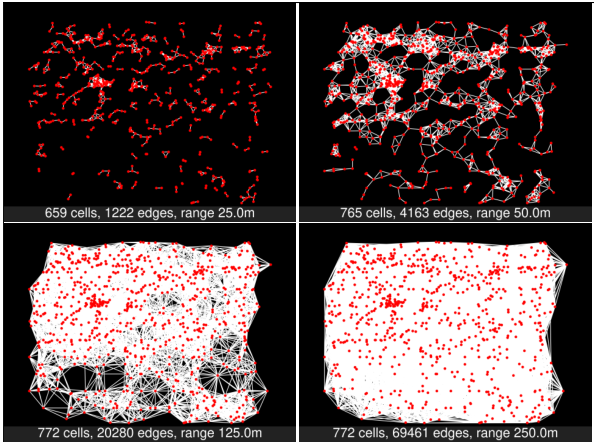 659 cells, 1222 edges, range 25.0m
765 cells, 4163 edges, range 50.0m
772 cells, 20280 edges, range 125.0m
772 cells, 69461 edges, range 250.0m